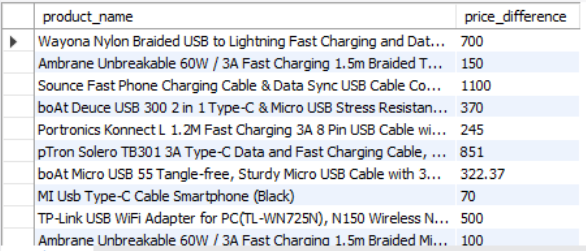 product_name price_difference
Wayona Nylon Braided USB to Lightning Fast Charging and Dat... 700
Ambrane Unbreakable 60W / 3A Fast Charging 1.5m Braided T... 150
Sounce Fast Phone Charging Cable & Data Sync USB Cable Co... 1100
boAt Deuce USB 300 2 in 1 Type-C & Micro USB Stress Resistan... 370
Portronics Konnect L 1.2M Fast Charging 3A 8 Pin USB Cable wi... 245
pTron Solero TB301 3A Type-C Data and Fast Charging Cable, ... 851
boAt Micro USB 55 Tangle-free, Sturdy Micro USB Cable with 3... 322.37
MI Usb Type-C Cable Smartphone (Black) 70
TP-Link USB WiFi Adapter for PC(TL-WN725N), N150 Wireless N... 500
Ambrane Unbreakable 60W / 3A Fast Charging 1.5m Braided Mi... 100